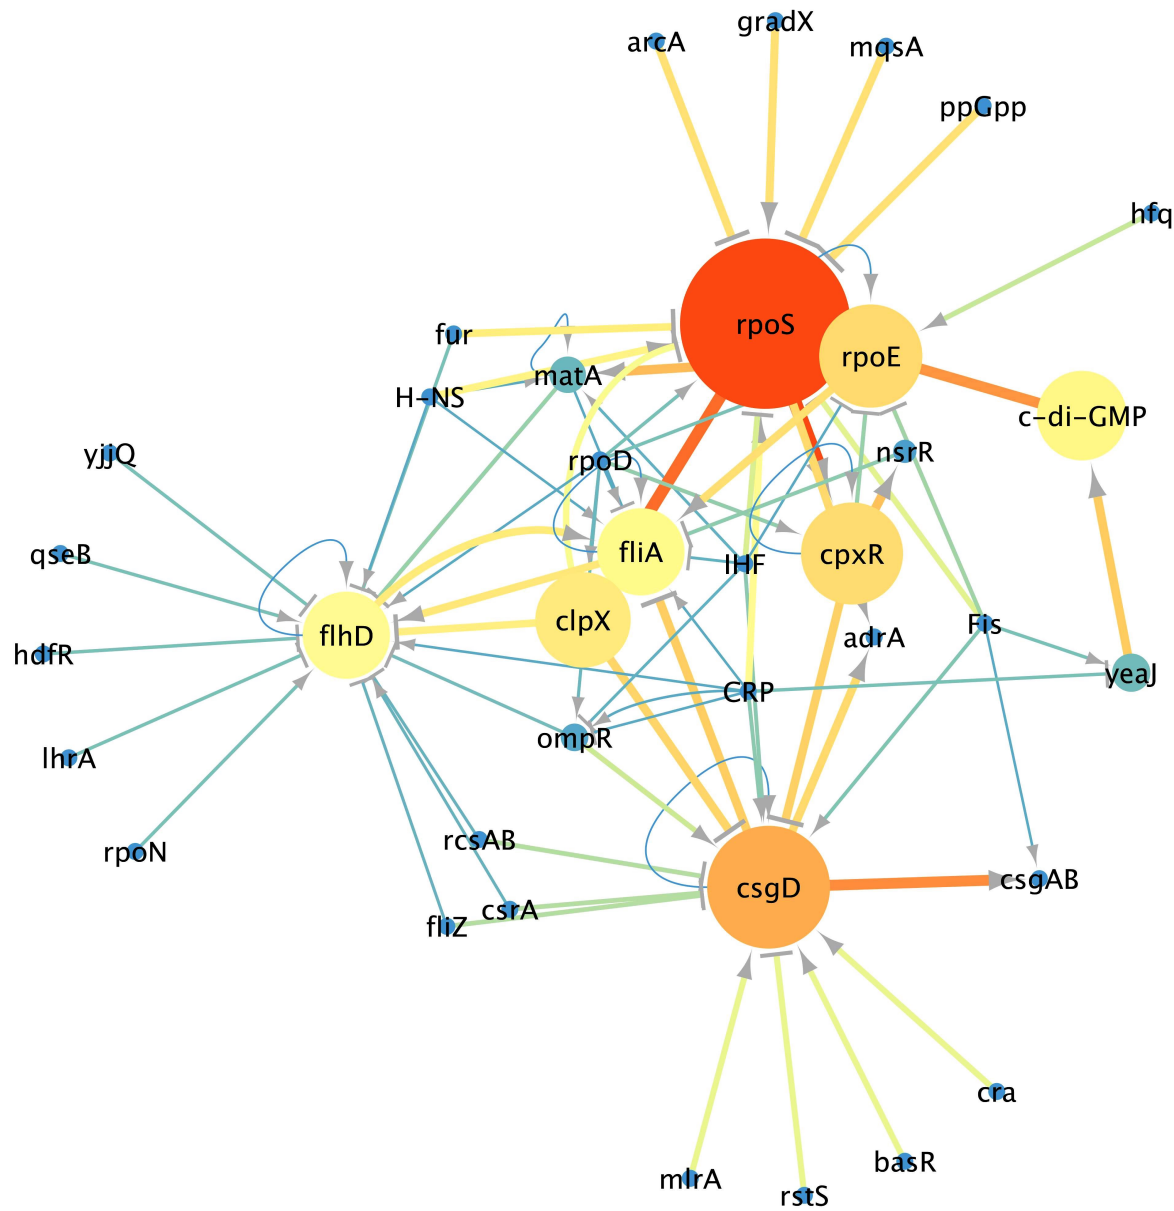 gradX
arcA
mqsA
ppGpp
hfq
rpoS
fur
rpoE
matA
H-NS
c-di-GMP
yjjQ
nsrR
rpoD
qseB
fliA
cpxR
IHF
clpX
Fis
flhD
adrA
hdfR
yeaJ
CRP
ompR
lhrA
rcsAB
rpoN
csgAB
csgD
csrA
fliZ
cra
basR
mlrA
rstS